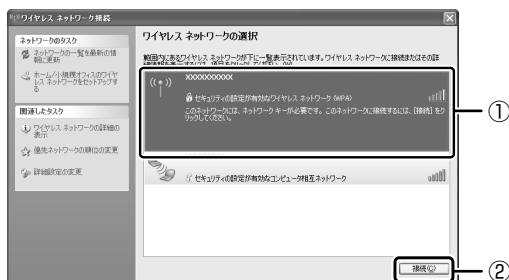 ワイヤレス ネットワーク接続
ネットワークのタスク
ネットワークの一覧を最新の情報に更新
ホーム/小規模オフィスのワイヤレス ネットワークをセットアップする
関連したタスク
ワイヤレス ネットワークの詳細の表示
優先ネットワークの順位の変更
詳細設定の変更
ワイヤレス ネットワークの選択
範囲内にあるワイヤレス ネットワークが下に一覧表示されています。ワイヤレス ネットワークに接続またはその詳
XXXXXXXXXX
セキュリティの設定が有効なワイヤレス ネットワーク (WPA)
このネットワークには、ネットワーク キーが必要です。このネットワークに接続するには、[接続] をクリックしてください。
①
セキュリティの設定が有効なコンピュータ相互ネットワーク
接続(C)
②